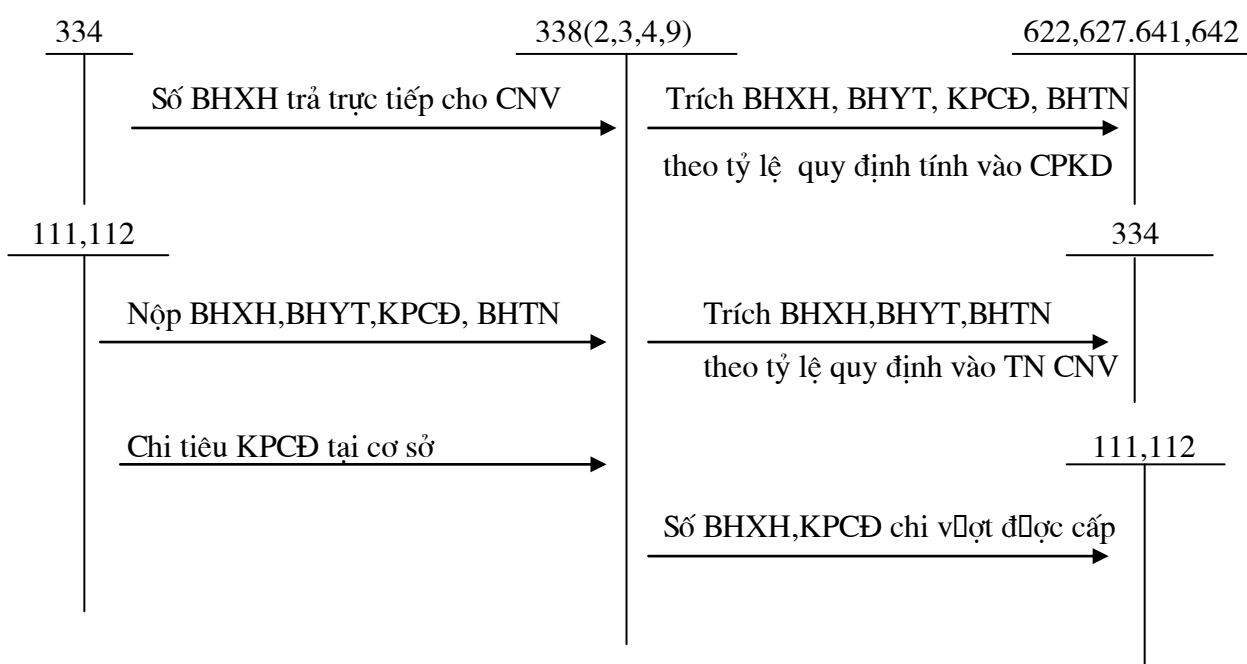 334
338(2,3,4,9)
622,627.641,642
Số BHXH trả trực tiếp cho CNV
Trích BHXH, BHYT, KPCĐ, BHTN
theo tỷ lệ quy định tính vào CPKD
111,112
334
Nộp BHXH,BHYT,KPCĐ, BHTN
Trích BHXH,BHYT,BHTN
theo tỷ lệ quy định vào TN CNV
Chi tiêu KPCĐ tại cơ sở
111,112
Số BHXH,KPCĐ chi v▯ợt đ▯ợc cấp